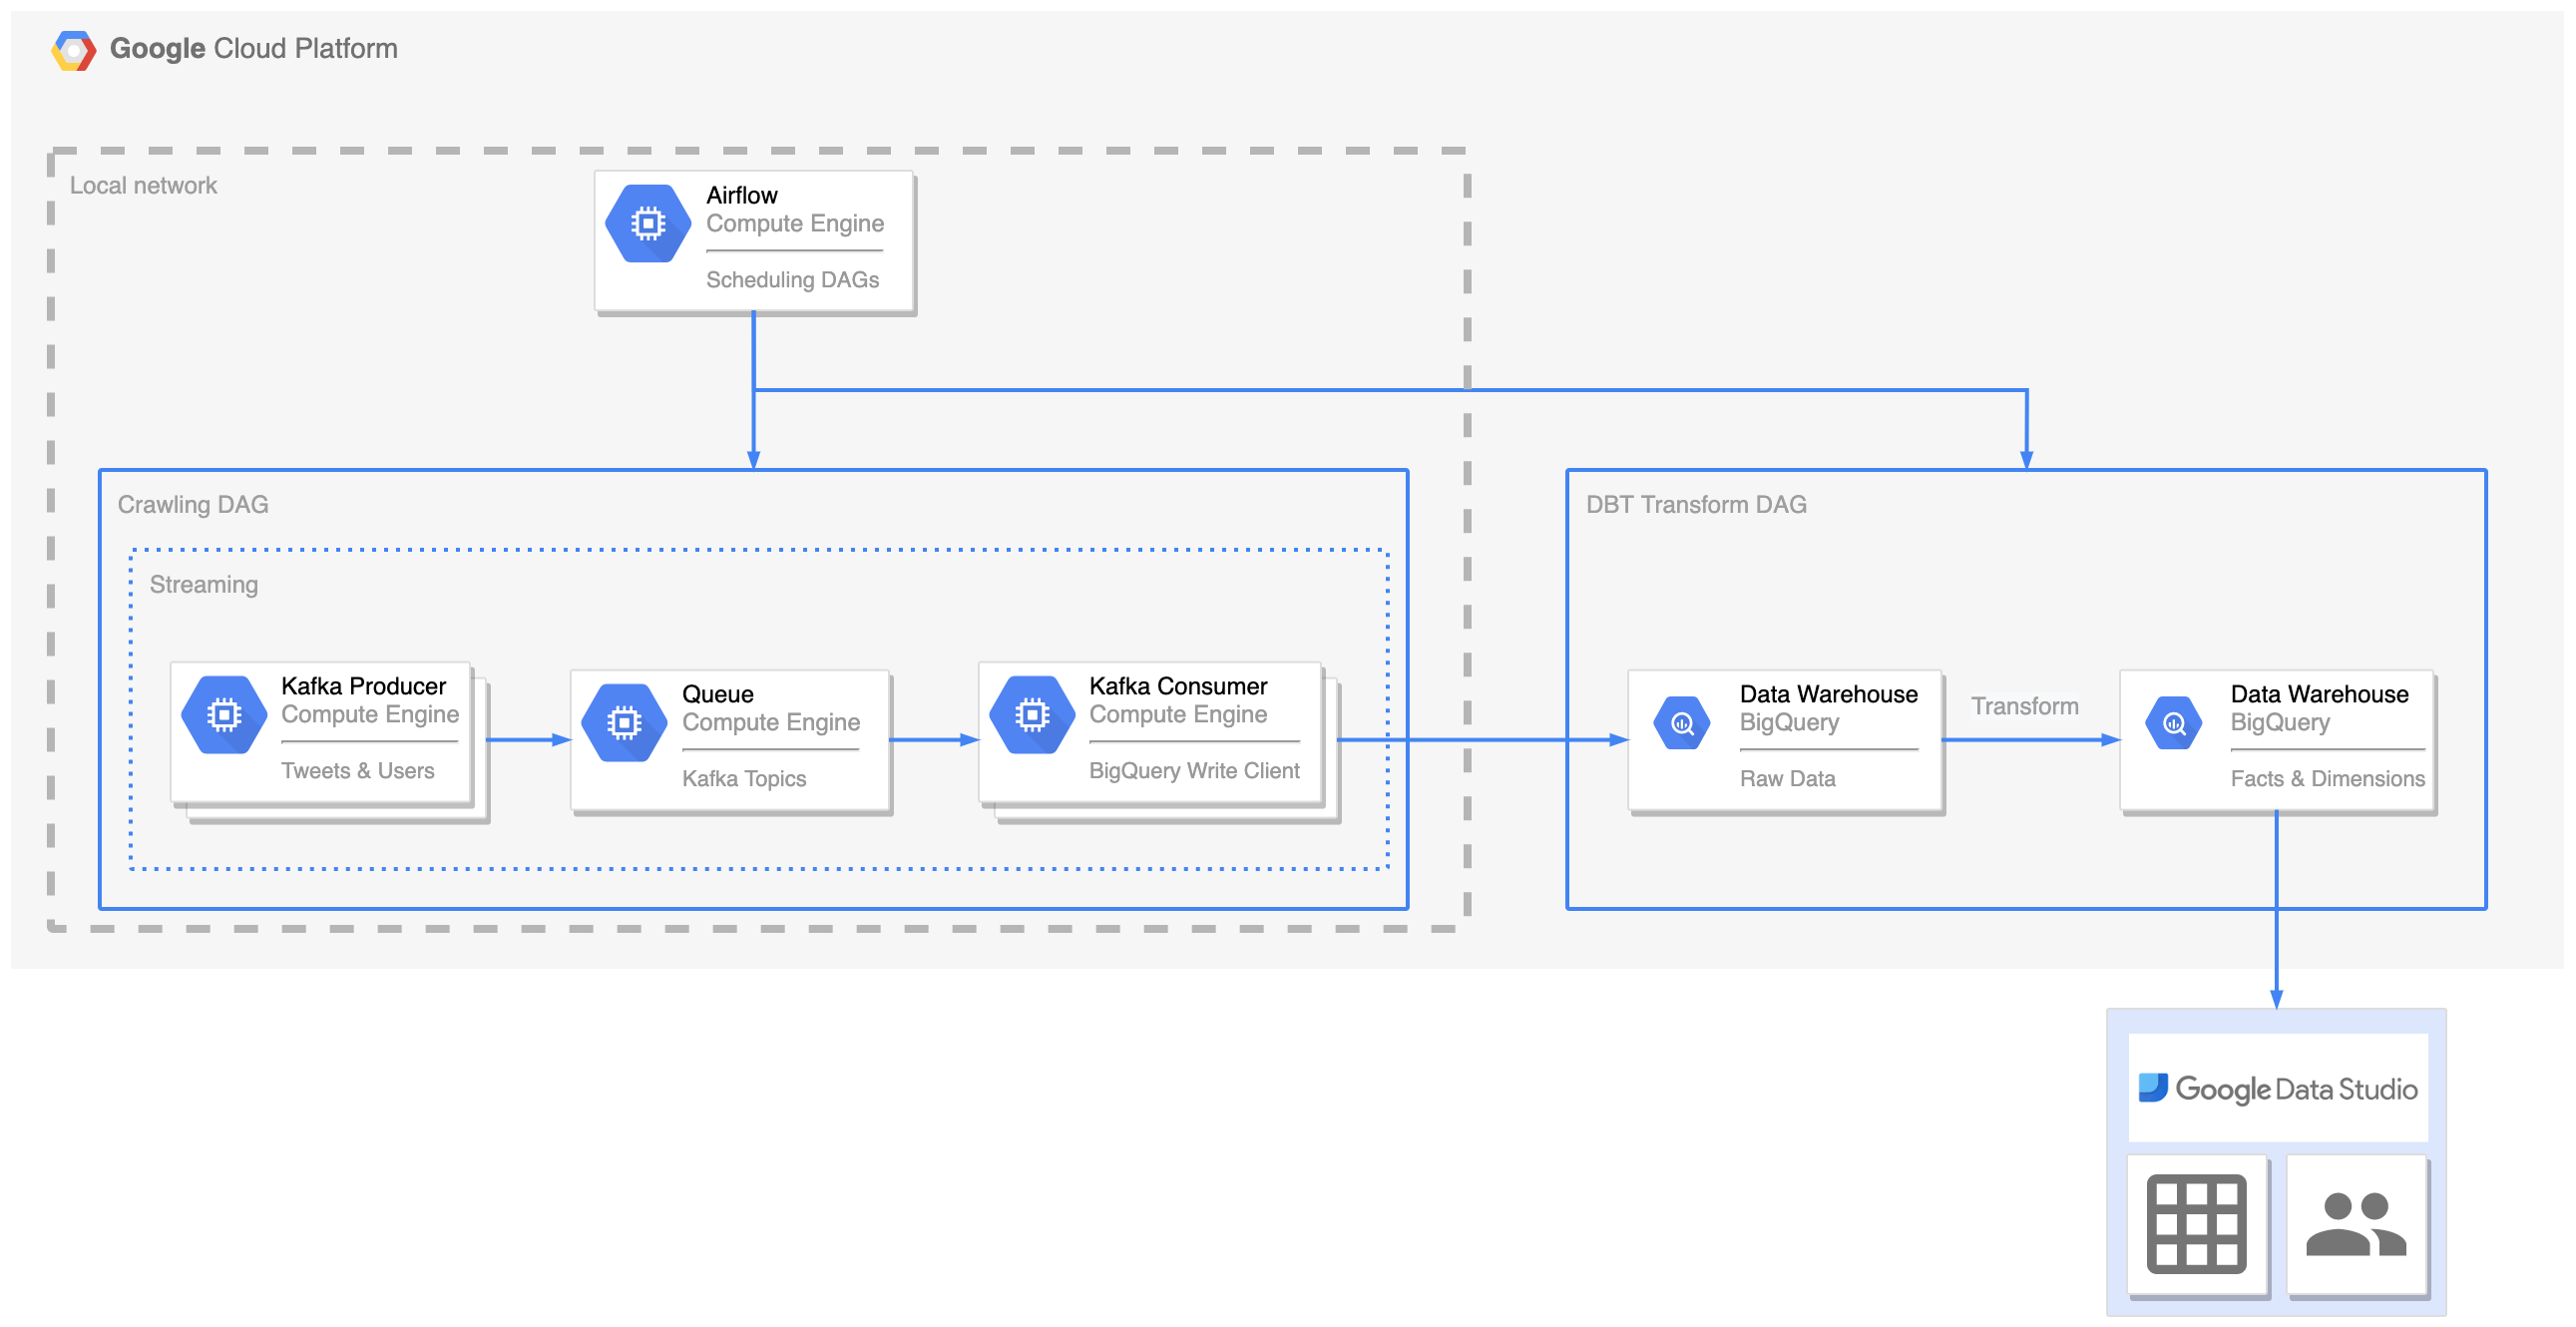 Google Cloud Platform
Local network
Airflow
Compute Engine
Scheduling DAGs
Crawling DAG
Streaming
Kafka Producer
Compute Engine
Tweets & Users
Queue
Compute Engine
Kafka Topics
Kafka Consumer
Compute Engine
BigQuery Write Client
DBT Transform DAG
Data Warehouse
BigQuery
Raw Data
Transform
Data Warehouse
BigQuery
Facts & Dimensions
Google Data Studio